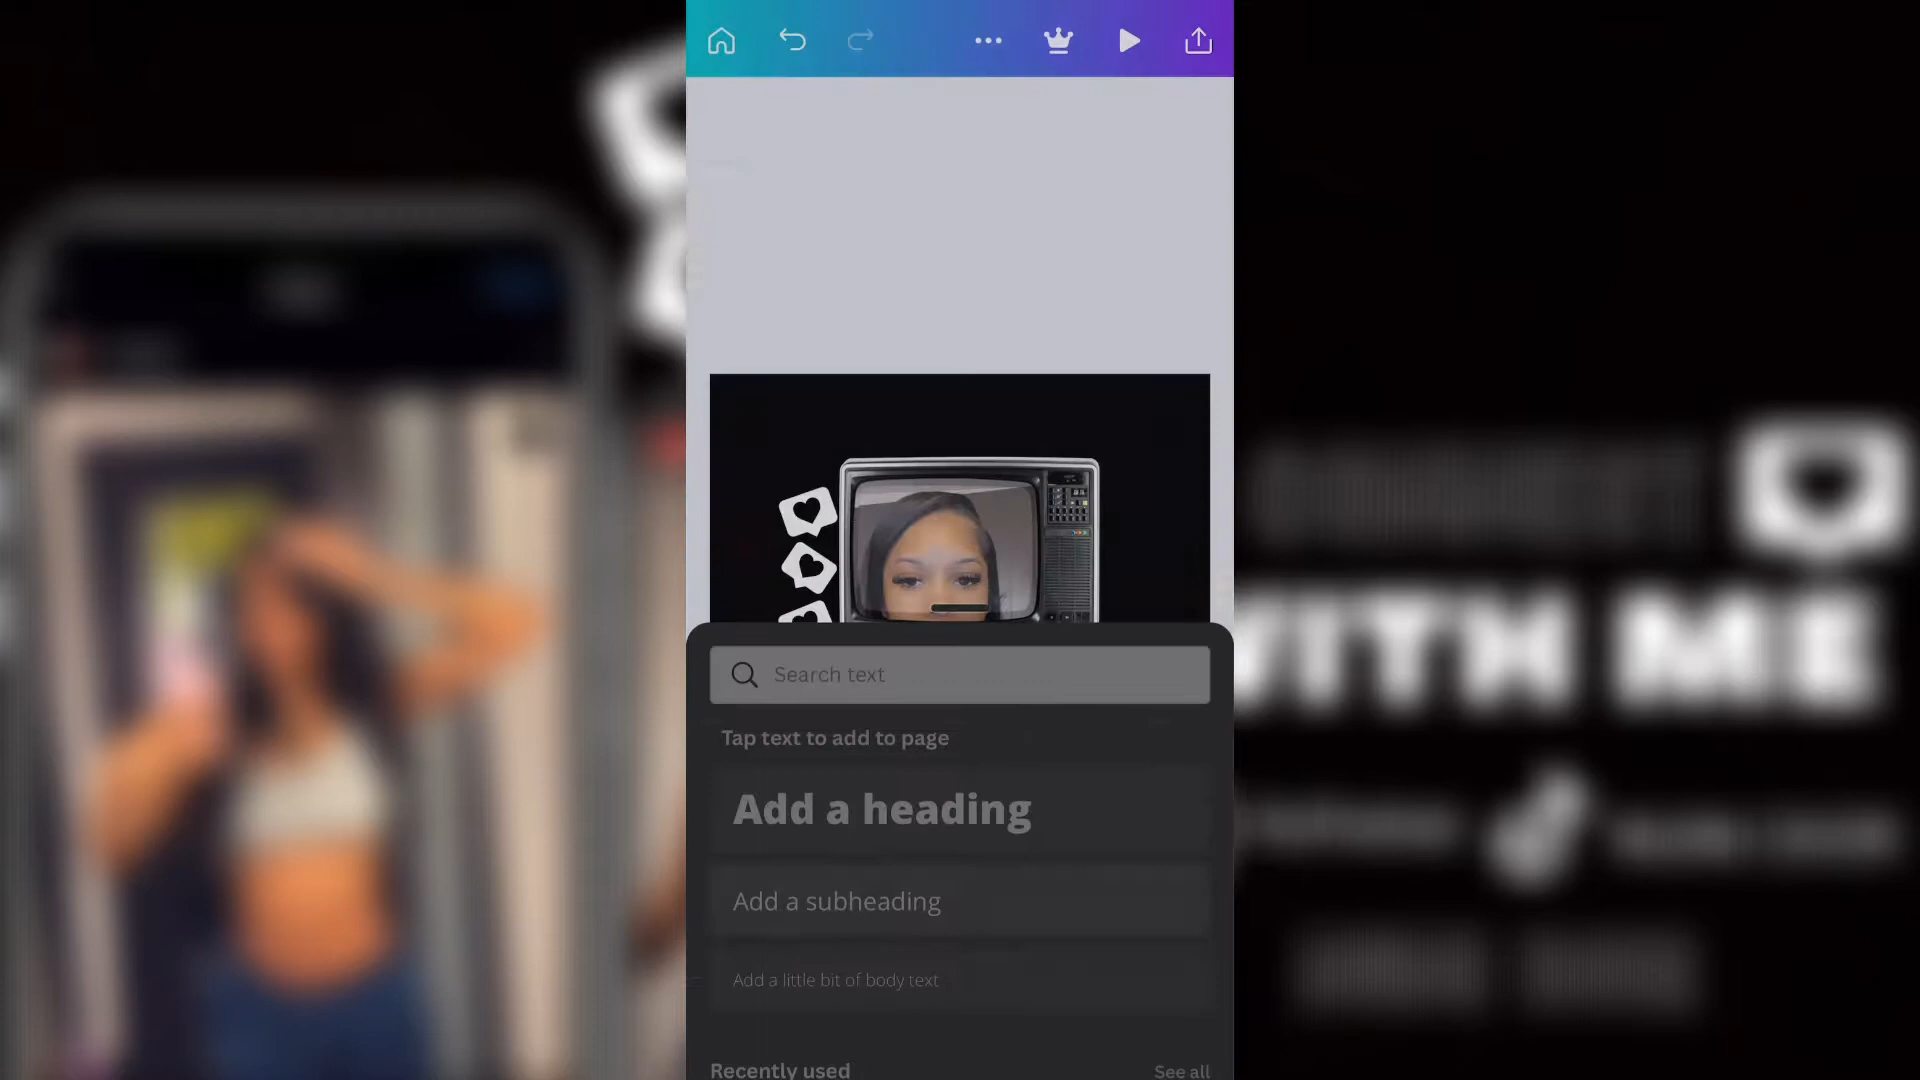 Search text
Tap text to add to page
Add a heading
Add a subheading
Add a little bit of body text
Recently used
See all
WITH ME